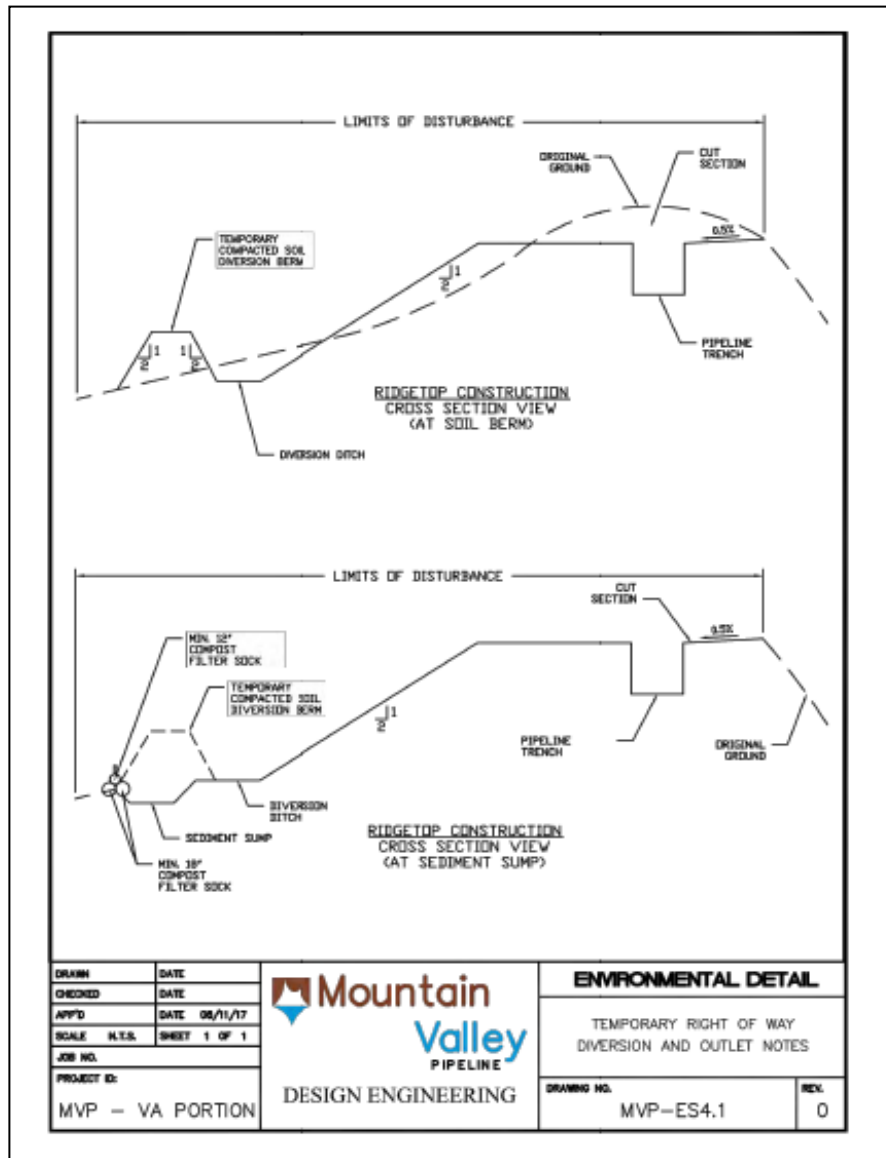 LIMITS OF DISTURBANCE
ORIGINAL
GROUND
CUT
SECTION
0.5%
TEMPORARY
COMPACTED SOIL
DIVERSION BERM
1
2
1
2
1
2
PIPELINE
TRENCH
RIDGETOP CONSTRUCTION
CROSS SECTION VIEW
(AT SOIL BERM)
DIVERSION DITCH
LIMITS OF DISTURBANCE
CUT
SECTION
0.5%
MIN. 12"
COMPOST
FILTER SOCK
TEMPORARY
COMPACTED SOIL
DIVERSION BERM
1
2
PIPELINE
TRENCH
ORIGINAL
GROUND
DIVERSION
DITCH
SEDIMENT SUMP
RIDGETOP CONSTRUCTION
CROSS SECTION VIEW
(AT SEDIMENT SUMP)
MIN. 18"
COMPOST
FILTER SOCK
DRAWN DATE
CHECKED DATE
APP'D DATE 08/11/17
SCALE N.T.S. SHEET 1 OF 1
JOB NO.
PROJECT ID:
MVP - VA PORTION
Mountain
Valley
PIPELINE
DESIGN ENGINEERING
ENVIRONMENTAL DETAIL
TEMPORARY RIGHT OF WAY
DIVERSION AND OUTLET NOTES
DRAWING NO.
MVP-ES4.1
REV.
0